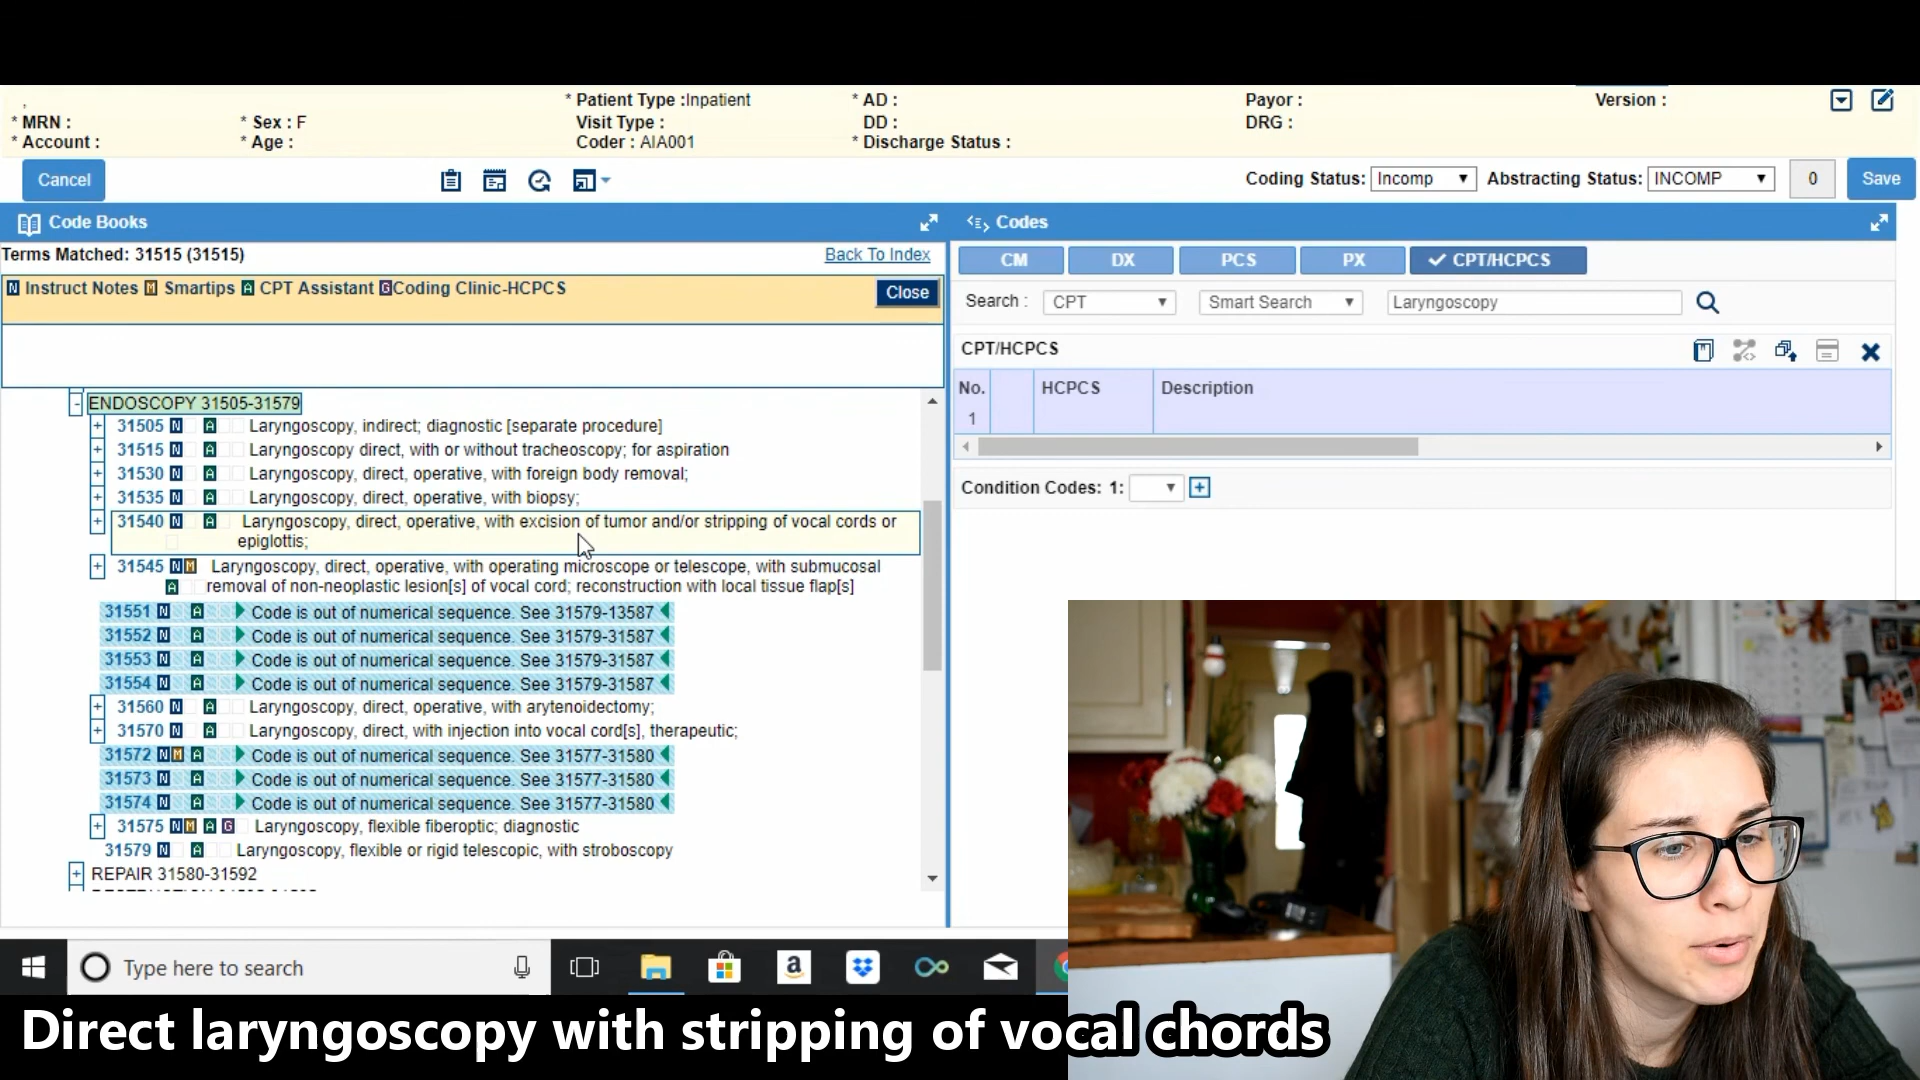 * Patient Type :Inpatient * AD : Payor : Version :
* MRN : * Sex : F Visit Type : DD : DRG :
* Account : * Age : Coder : AIA001 * Discharge Status :
Cancel Coding Status: Incomp Abstracting Status: INCOMP 0 Save
Code Books
Terms Matched: 31515 (31515) Back To Index
N Instruct Notes M Smartips A CPT Assistant G Coding Clinic-HCPCS Close
- ENDOSCOPY 31505-31579
+ 31505 N A Laryngoscopy, indirect; diagnostic [separate procedure]
+ 31515 N A Laryngoscopy direct, with or without tracheoscopy; for aspiration
+ 31530 N A Laryngoscopy, direct, operative, with foreign body removal;
+ 31535 N A Laryngoscopy, direct, operative, with biopsy;
+ 31540 N A Laryngoscopy, direct, operative, with excision of tumor and/or stripping of vocal cords or
epiglottis;
+ 31545 N M Laryngoscopy, direct, operative, with operating microscope or telescope, with submucosal
A removal of non-neoplastic lesion[s] of vocal cord; reconstruction with local tissue flap[s]
31551 N A Code is out of numerical sequence. See 31579-13587
31552 N A Code is out of numerical sequence. See 31579-31587
31553 N A Code is out of numerical sequence. See 31579-31587
31554 N A Code is out of numerical sequence. See 31579-31587
+ 31560 N A Laryngoscopy, direct, operative, with arytenoidectomy;
+ 31570 N A Laryngoscopy, direct, with injection into vocal cord[s], therapeutic;
31572 N M A Code is out of numerical sequence. See 31577-31580
31573 N A Code is out of numerical sequence. See 31577-31580
31574 N A Code is out of numerical sequence. See 31577-31580
+ 31575 N M A G Laryngoscopy, flexible fiberoptic; diagnostic
31579 N A Laryngoscopy, flexible or rigid telescopic, with stroboscopy
+ REPAIR 31580-31592
Codes
CM DX PCS PX CPT/HCPCS
Search : CPT Smart Search Laryngoscopy
CPT/HCPCS
No. HCPCS Description
1
Condition Codes: 1:
Type here to search
a
Direct laryngoscopy with stripping of vocal chords